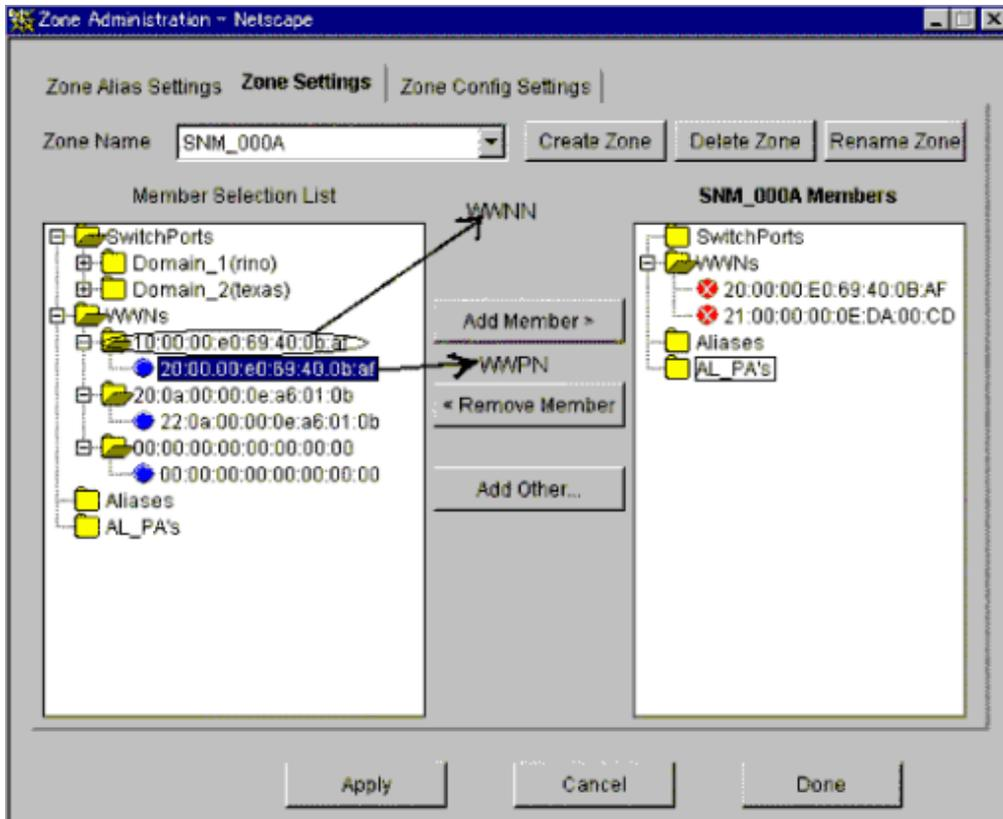 Zone Administration - Netscape
Zone Alias Settings Zone Settings Zone Config Settings
Zone Name SNM_000A Create Zone Delete Zone Rename Zone
Member Selection List
SwitchPorts
Domain_1(rino)
Domain_2(texas)
WWNs
10:00:00:e0:69:40:0b:af
20:00:00:e0:69:40:0b:af
20:0a:00:00:0e:a6:01:0b
22:0a:00:00:0e:a6:01:0b
00:00:00:00:00:00:00:00
00:00:00:00:00:00:00:00
Aliases
AL_PA's
WWNN
Add Member >
WWPN
< Remove Member
Add Other...
SNM_000A Members
SwitchPorts
WWNs
20:00:00:E0:69:40:0B:AF
21:00:00:00:0E:DA:00:CD
Aliases
AL_PA's
Apply Cancel Done